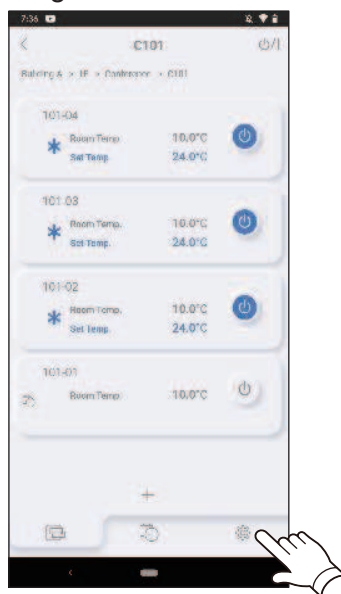 7:36
C101
Building A > 1F > Conference > C101
101-04
Room Temp. 10.0°C
Set Temp. 24.0°C
101-03
Room Temp. 10.0°C
Set Temp. 24.0°C
101-02
Room Temp. 10.0°C
Set Temp. 24.0°C
101-01
Room Temp. 10.0°C